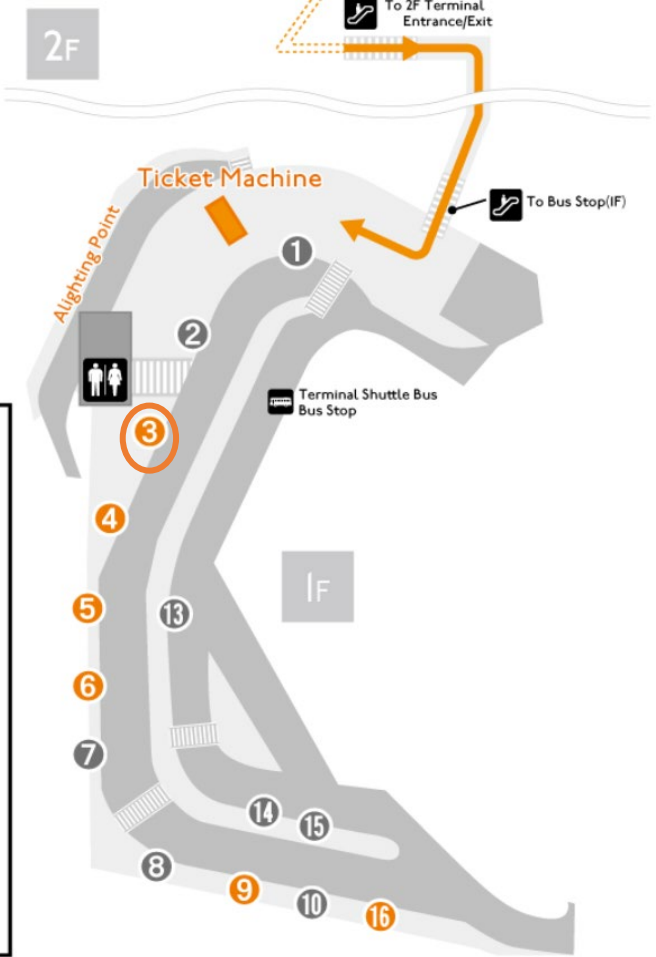 To 2F Terminal
Entrance/Exit
2F
Ticket Machine
To Bus Stop(IF)
Alighting Point
1
2
Terminal Shuttle Bus
Bus Stop
3
4
1F
5
13
6
7
14
15
8
9
10
16